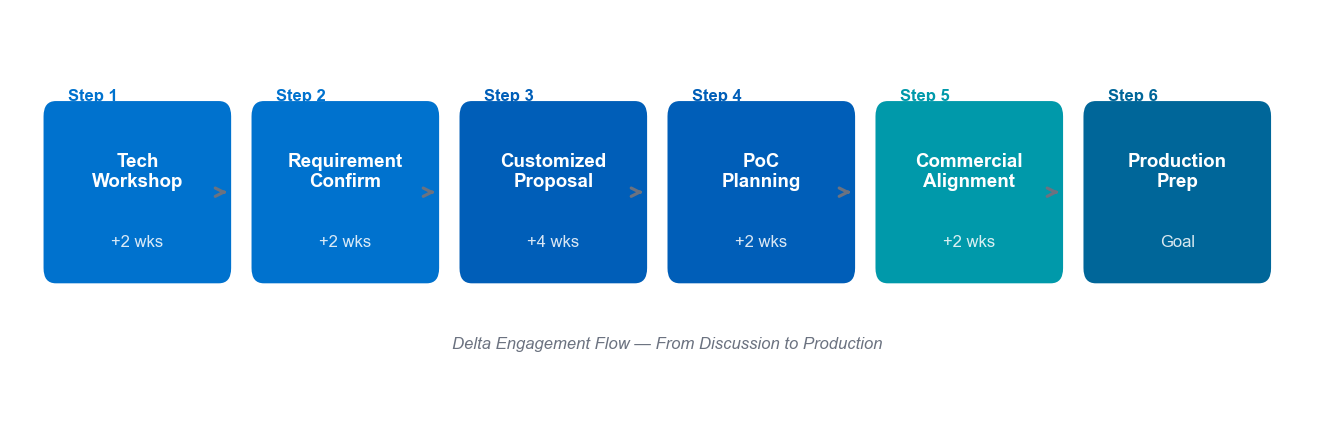 Step 1
Step 2
Step 3
Step 4
Step 5
Step 6
Tech
Workshop
>
+2 wks
Requirement
Confirm
>
+2 wks
Customized
Proposal
>
+4 wks
PoC
Planning
>
+2 wks
Commercial
Alignment
>
+2 wks
Production
Prep
Goal
Delta Engagement Flow — From Discussion to Production